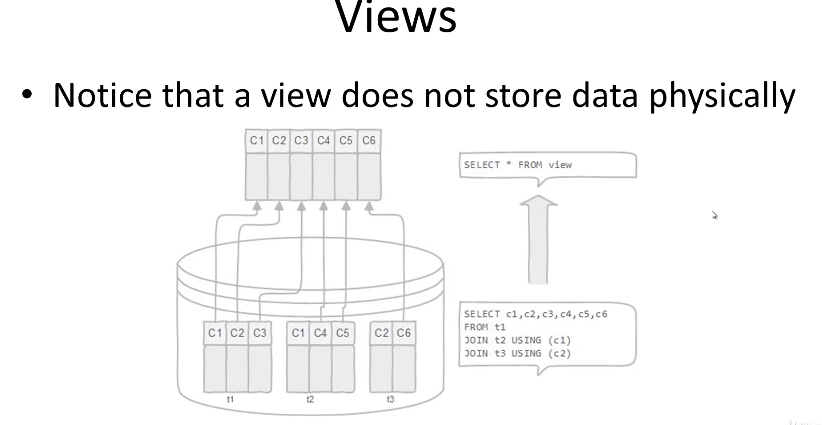 Views
• Notice that a view does not store data physically
C1 C2 C3 C4 C5 C6
SELECT * FROM view
SELECT c1,c2,c3,c4,c5,c6
FROM t1
JOIN t2 USING (c1)
JOIN t3 USING (c2)
C1 C2 C3 C1 C4 C5 C2 C6
t1 t2 t3